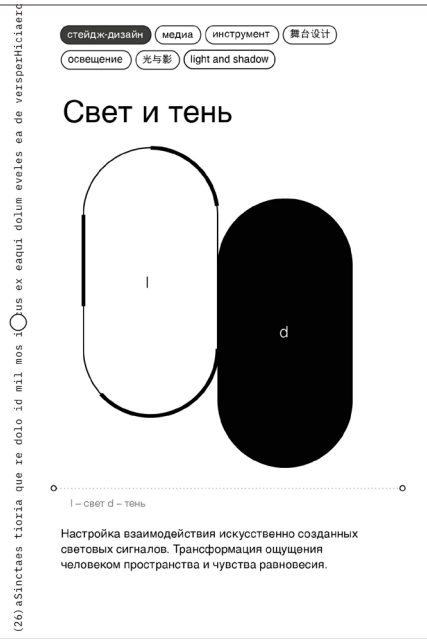 стейдж-дизайн медиа инструмент 舞台设计
освещение 光与影 light and shadow
Свет и тень
l
d
l – свет d – тень
Настройка взаимодействия искусственно созданных
световых сигналов. Трансформация ощущения
человеком пространства и чувства равновесия.
(26) aSinctaes tioria que re dolo id mil mos ex eaqui dolum eveles ea de versperHiciaero